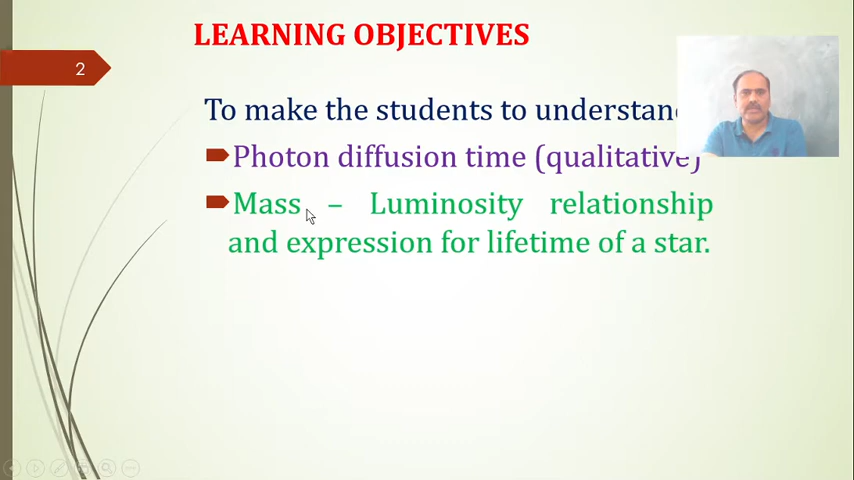 LEARNING OBJECTIVES
2
To make the students to understand
Photon diffusion time (qualitative)
Mass – Luminosity relationship
and expression for lifetime of a star.